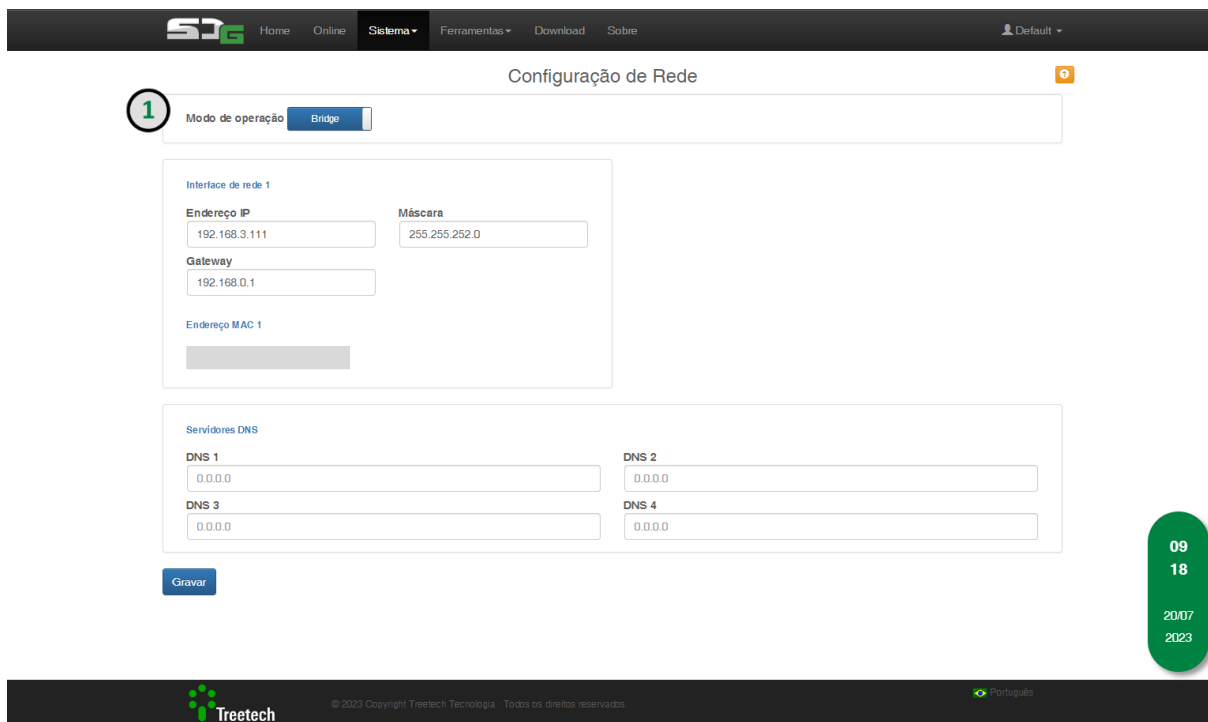 SDG Home Online Sistema Ferramentas Download Sobre Default
Configuração de Rede
1
Modo de operação Bridge
Interface de rede 1
Endereço IP Máscara
192.168.3.111 255.255.252.0
Gateway
192.168.0.1
Endereço MAC 1
Servidores DNS
DNS 1 DNS 2
0.0.0.0 0.0.0.0
DNS 3 DNS 4
0.0.0.0 0.0.0.0
Gravar
09
18
20/07
2023
Treetech © 2023 Copyright Treetech Tecnologia · Todos os direitos reservados. Português